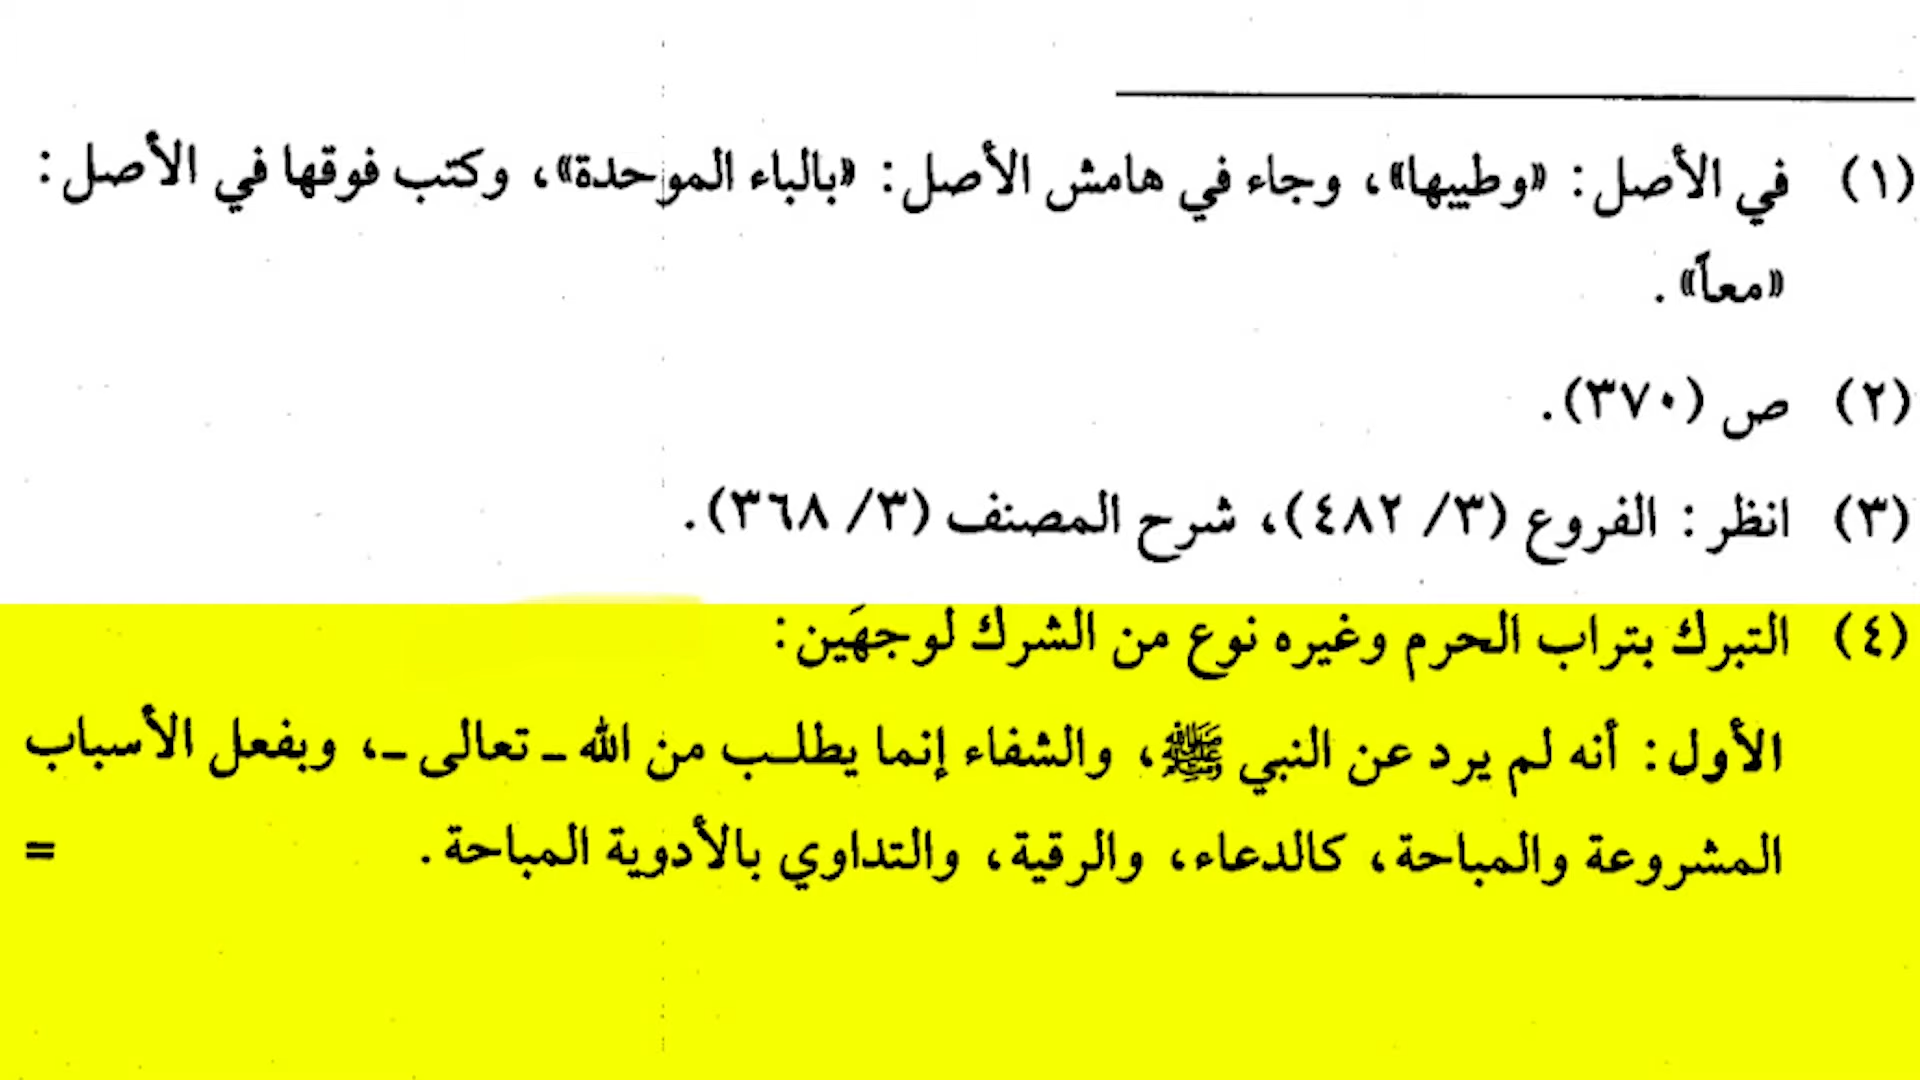 (١) في الأصل: «وطيبها»، وجاء في هامش الأصل: «بالباء الموحدة»، وكتب فوقها في الأصل:
«معاً».
(٢) ص (٣٧٠).
(٣) انظر: الفروع (٣/ ٤٨٢)، شرح المصنف (٣/ ٣٦٨).
(٤) التبرك بتراب الحرم وغيره نوع من الشرك لوجهَين:
الأول: أنه لم يرد عن النبي ﷺ، والشفاء إنما يطلب من الله ـ تعالى ـ، وبفعل الأسباب
المشروعة والمباحة، كالدعاء، والرقية، والتداوي بالأدوية المباحة. =